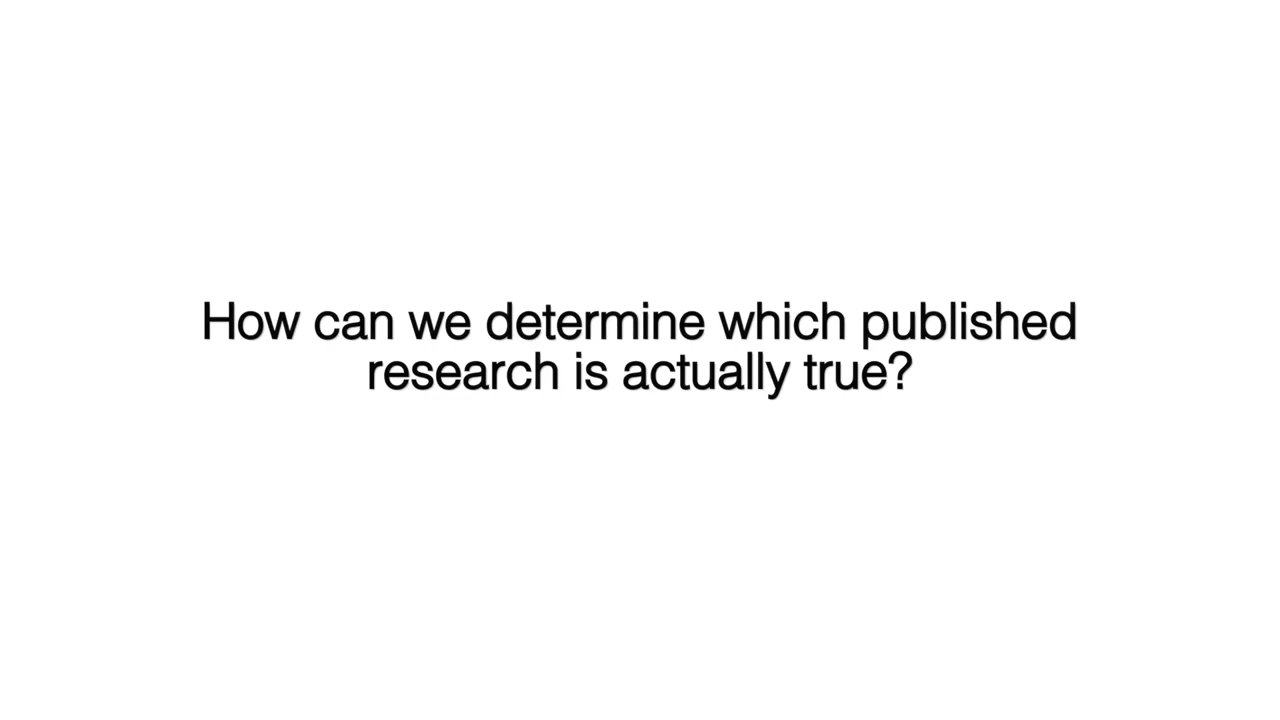 How can we determine which published
research is actually true?